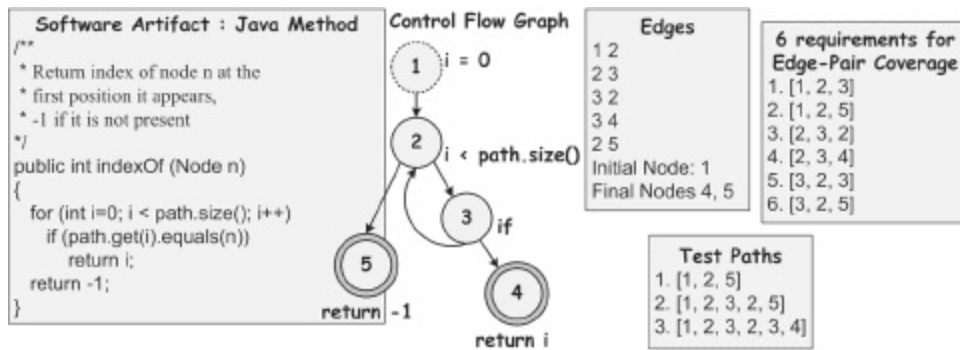 Software Artifact : Java Method
/**
* Return index of node n at the
* first position it appears,
* -1 if it is not present
*/
public int indexOf (Node n)
{
for (int i=0; i < path.size(); i++)
if (path.get(i).equals(n))
return i;
return -1;
}
Control Flow Graph
1
i = 0
2
i < path.size()
3
if
5
4
return -1
return i
Edges
1 2
2 3
3 2
3 4
2 5
Initial Node: 1
Final Nodes 4, 5
6 requirements for
Edge-Pair Coverage
1. [1, 2, 3]
2. [1, 2, 5]
3. [2, 3, 2]
4. [2, 3, 4]
5. [3, 2, 3]
6. [3, 2, 5]
Test Paths
1. [1, 2, 5]
2. [1, 2, 3, 2, 5]
3. [1, 2, 3, 2, 3, 4]